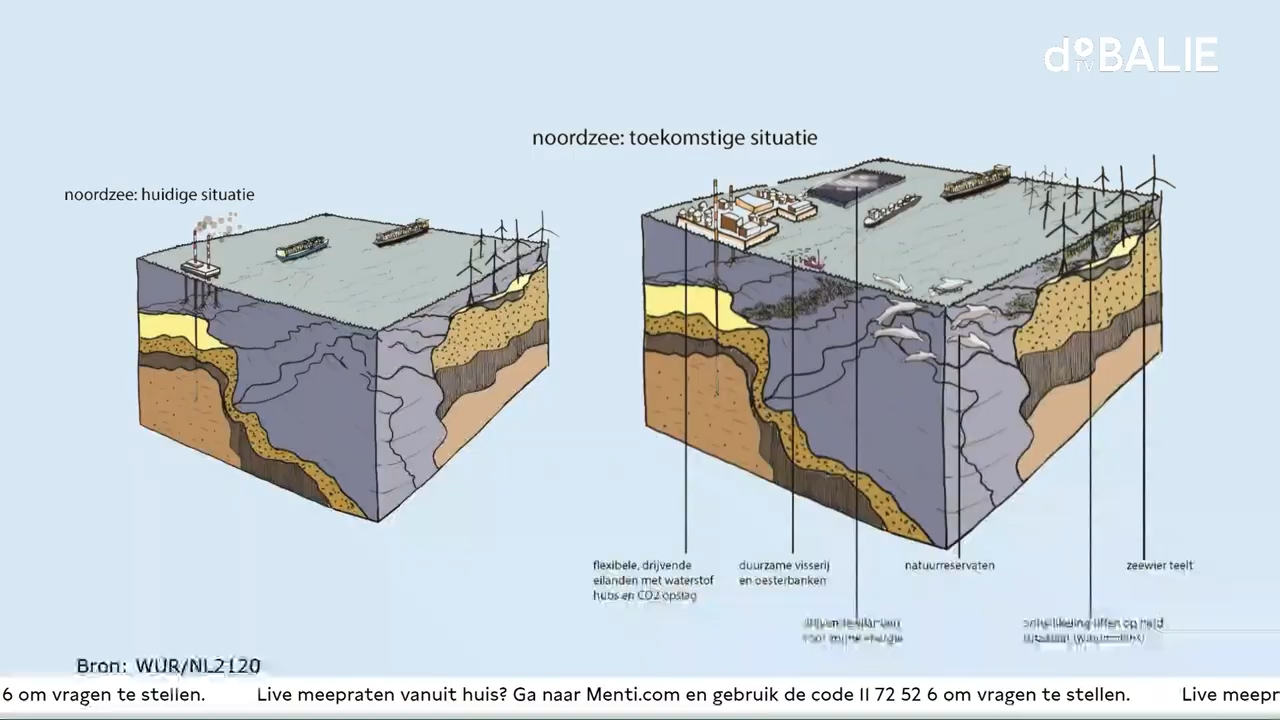 de BALIE
TV
noordzee: toekomstige situatie
noordzee: huidige situatie
flexibele, drijvende
eilanden met waterstof
hubs en CO2 opslag
duurzame visserij
en oesterbanken
natuurreservaten
zeewier teelt
Bron: WUR/NL2120
6 om vragen te stellen. Live meepraten vanuit huis? Ga naar Menti.com en gebruik de code 11 72 52 6 om vragen te stellen. Live meepr